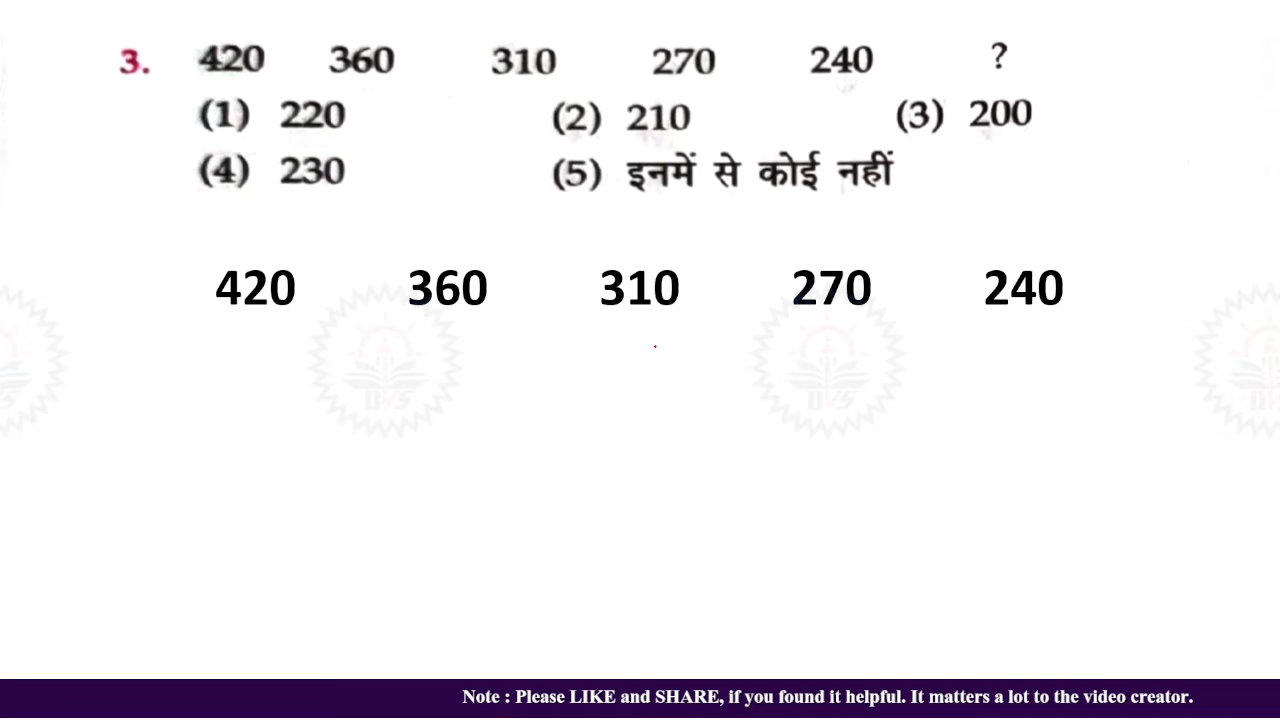 3. 420 360 310 270 240 ?
(1) 220 (2) 210 (3) 200
(4) 230 (5) इनमें से कोई नहीं
420 360 310 270 240
Note : Please LIKE and SHARE, if you found it helpful. It matters a lot to the video creator.